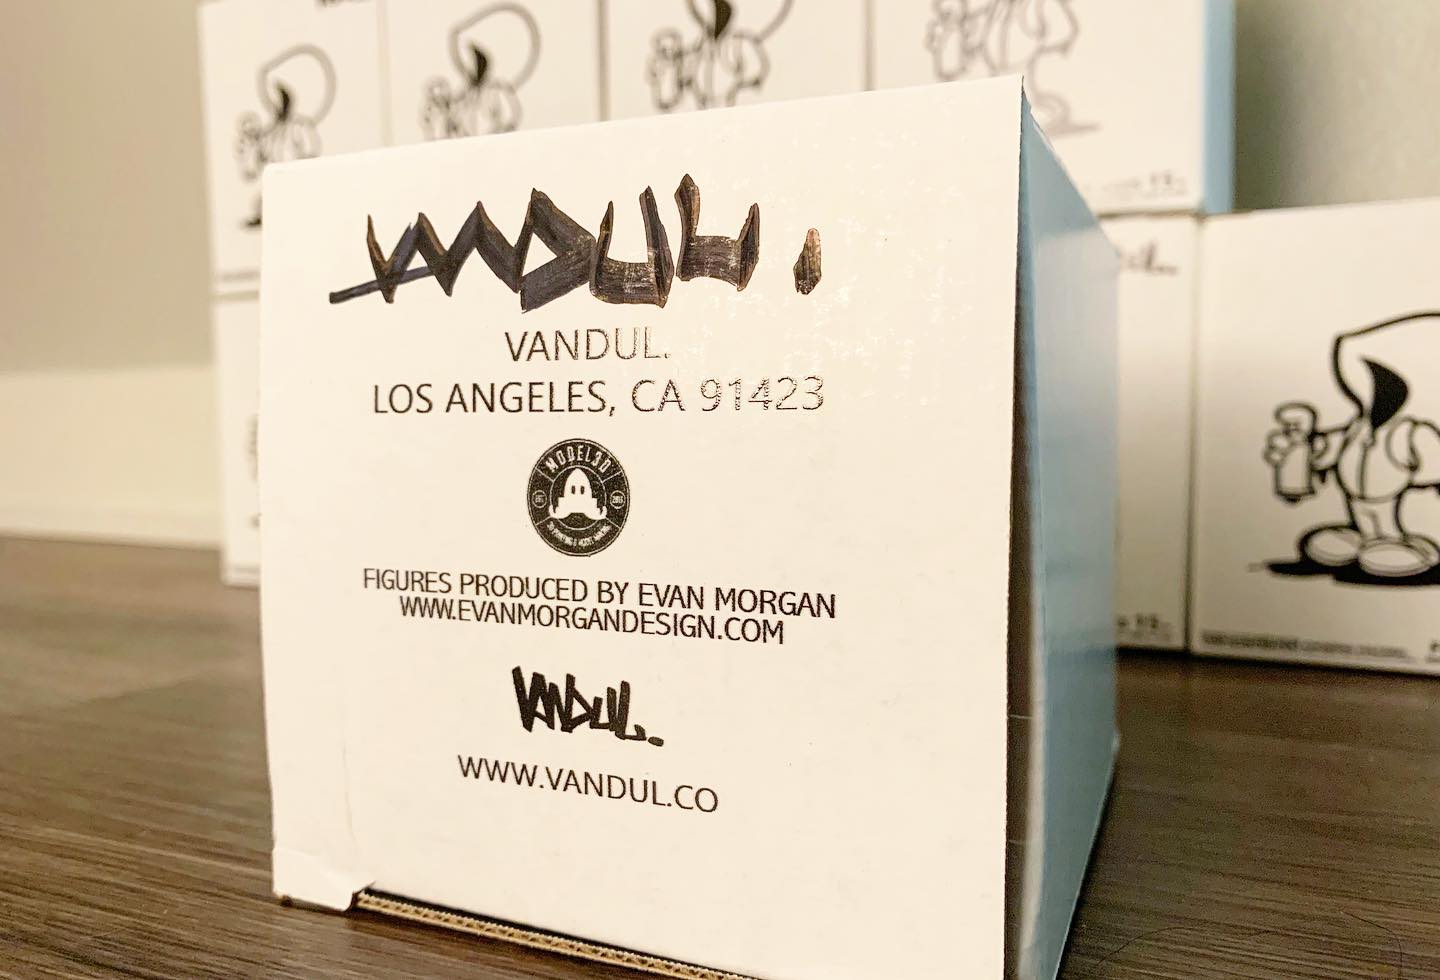 VANDUL.
VANDUL.
LOS ANGELES, CA 91423
MODEL3D
FIGURES PRODUCED BY EVAN MORGAN
WWW.EVANMORGANDESIGN.COM
VANDUL.
WWW.VANDUL.CO